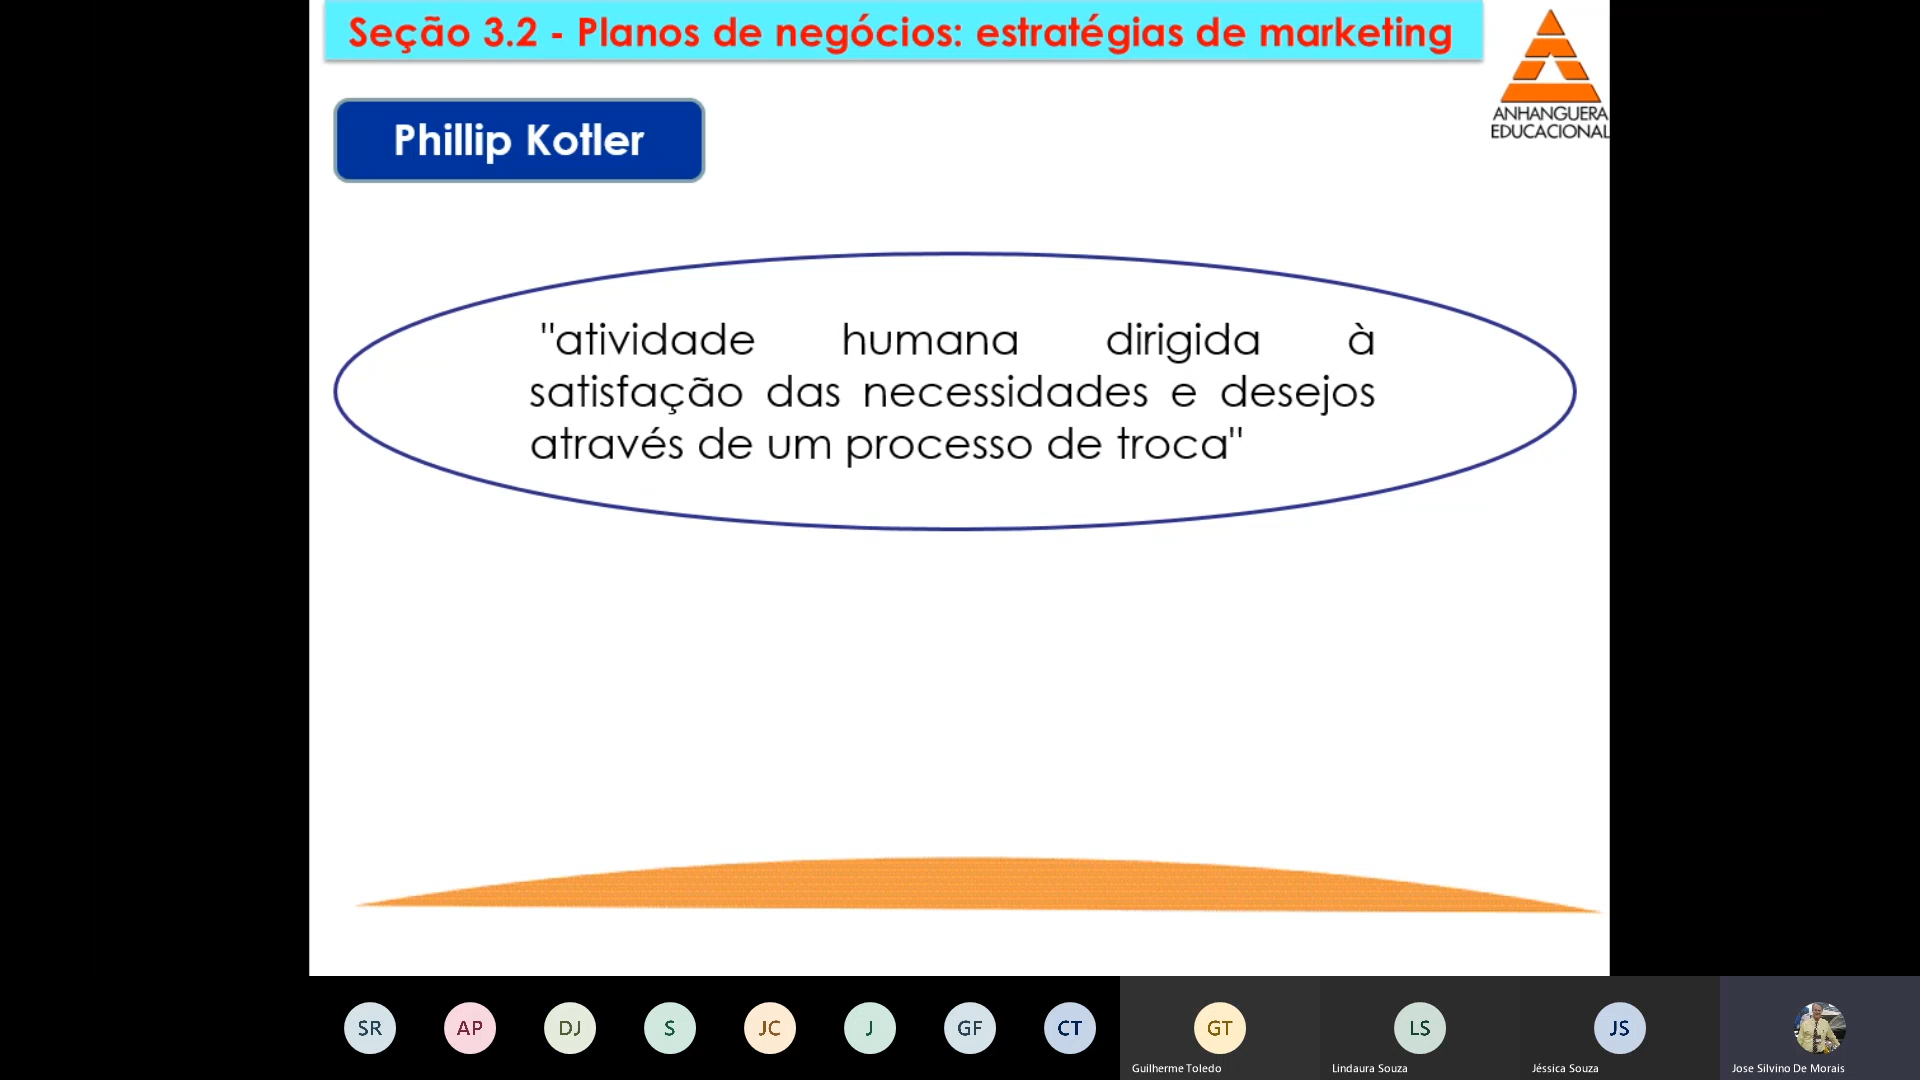 Seção 3.2 - Planos de negócios: estratégias de marketing
ANHANGUERA
EDUCACIONAL
Phillip Kotler
"atividade humana dirigida à
satisfação das necessidades e desejos
através de um processo de troca"
SR AP DJ S JC J GF CT GT LS JS
Guilherme Toledo Lindaura Souza Jéssica Souza Jose Silvino De Morais